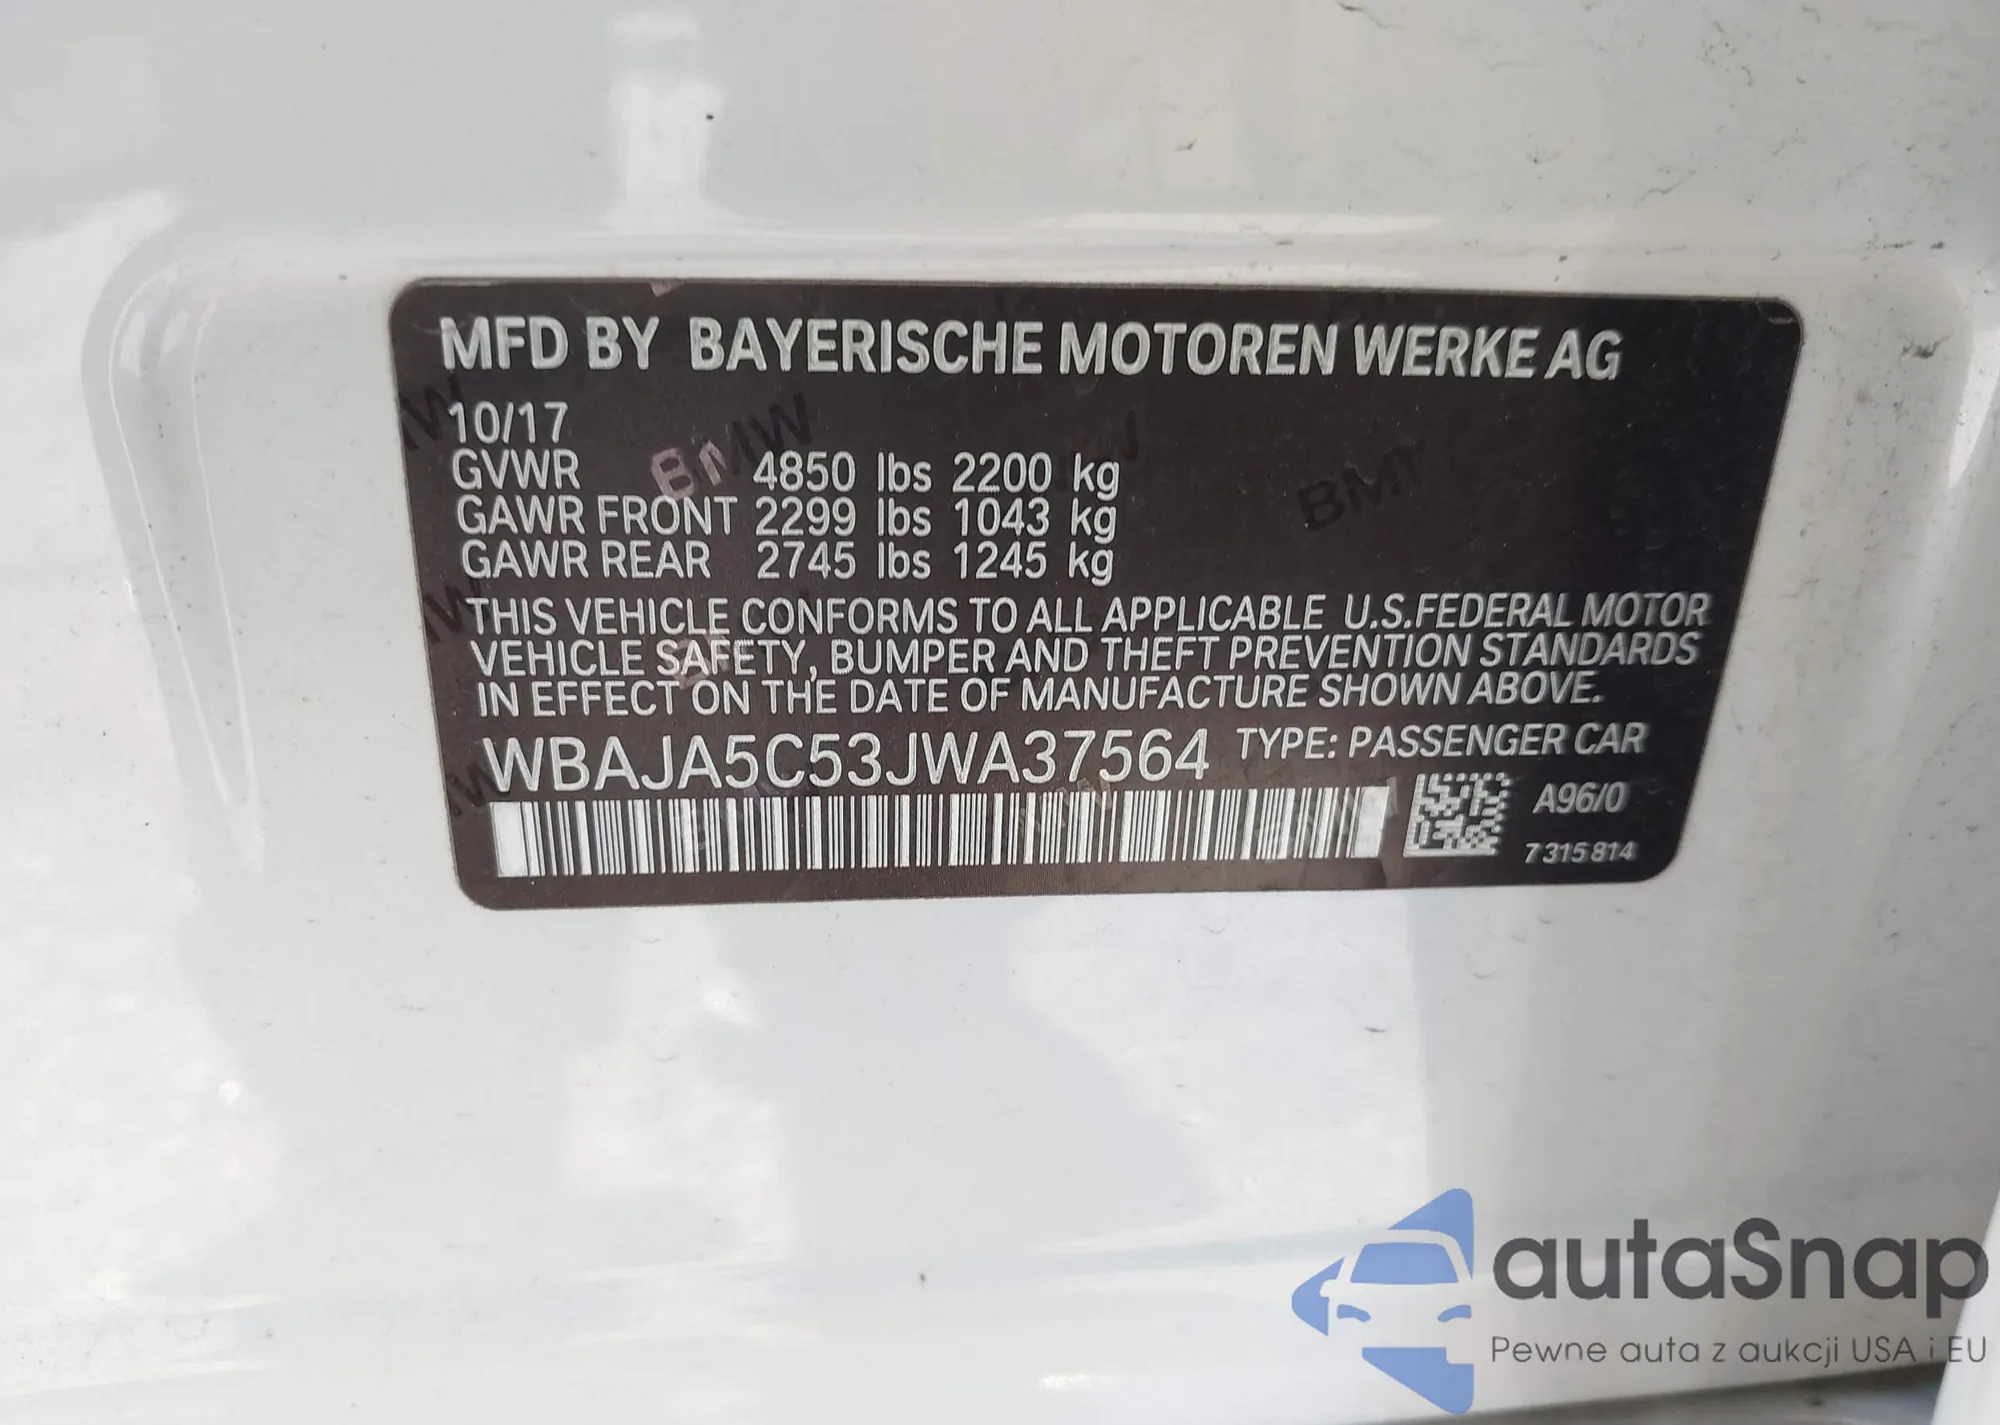 MFD BY BAYERISCHE MOTOREN WERKE AG
10/17
GVWR 4850 lbs 2200 kg
GAWR FRONT 2299 lbs 1043 kg
GAWR REAR 2745 lbs 1245 kg
THIS VEHICLE CONFORMS TO ALL APPLICABLE U.S.FEDERAL MOTOR
VEHICLE SAFETY, BUMPER AND THEFT PREVENTION STANDARDS
IN EFFECT ON THE DATE OF MANUFACTURE SHOWN ABOVE.
WBAJA5C53JWA37564 TYPE: PASSENGER CAR
A96/0
7315814
autaSnap
Pewne auta z aukcji USA i EU